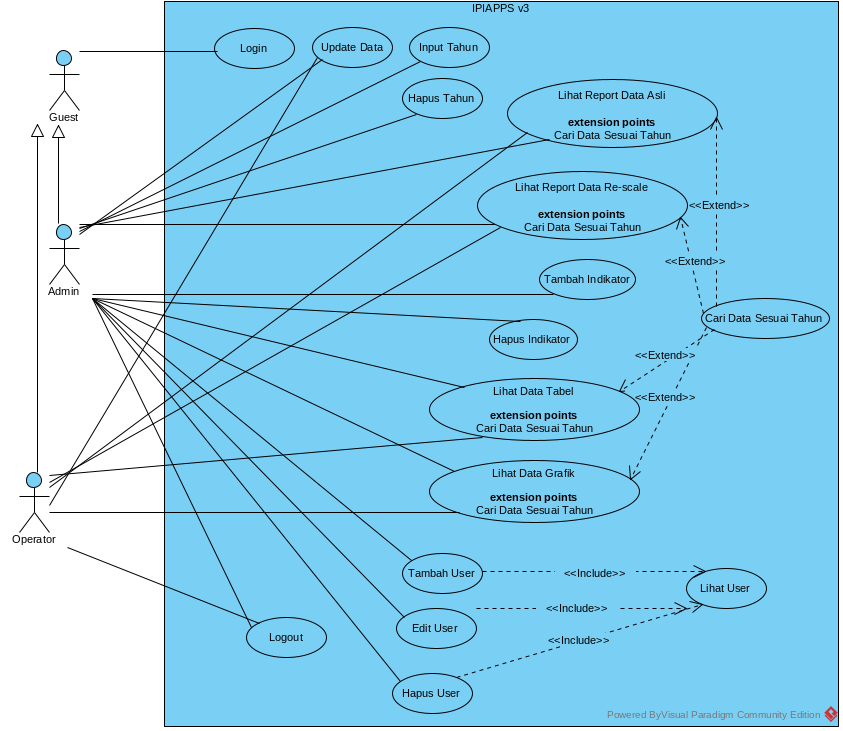 IPIAPPS v3
Login
Update Data
Input Tahun
Hapus Tahun
Guest
Lihat Report Data Asli
extension points
Cari Data Sesuai Tahun
Lihat Report Data Re-scale
extension points
Cari Data Sesuai Tahun
<<Extend>>
<<Extend>>
Admin
Tambah Indikator
Cari Data Sesuai Tahun
Hapus Indikator
<<Extend>>
Lihat Data Tabel
extension points
Cari Data Sesuai Tahun
<<Extend>>
Lihat Data Grafik
extension points
Cari Data Sesuai Tahun
Operator
Tambah User
<<Include>>
Lihat User
<<Include>>
Edit User
Logout
<<Include>>
Hapus User
Powered ByVisual Paradigm Community Edition